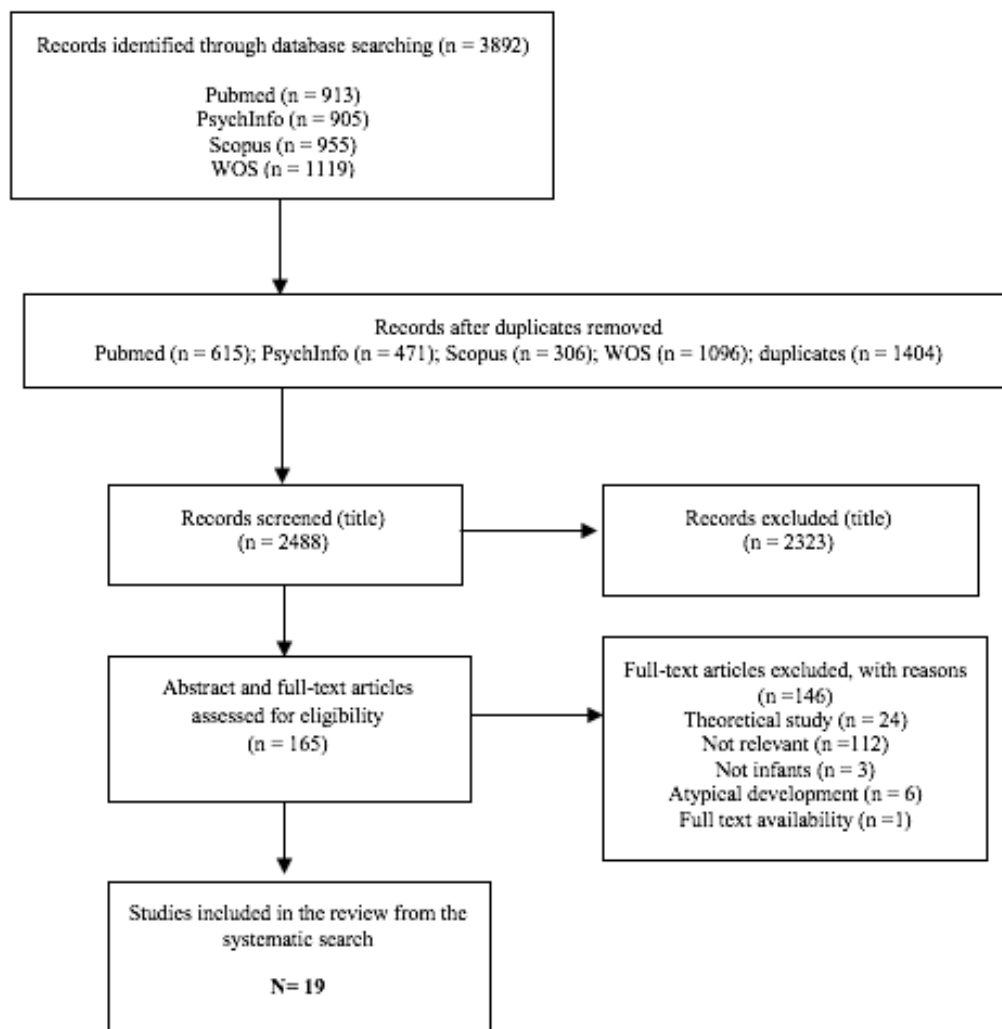 Records identified through database searching (n = 3892)
Pubmed (n = 913)
PsychInfo (n = 905)
Scopus (n = 955)
WOS (n = 1119)
Records after duplicates removed
Pubmed (n = 615); PsychInfo (n = 471); Scopus (n = 306); WOS (n = 1096); duplicates (n = 1404)
Records screened (title)
(n = 2488)
Records excluded (title)
(n = 2323)
Abstract and full-text articles
assessed for eligibility
(n = 165)
Full-text articles excluded, with reasons
(n =146)
Theoretical study (n = 24)
Not relevant (n =112)
Not infants (n = 3)
Atypical development (n = 6)
Full text availability (n =1)
Studies included in the review from the
systematic search
N= 19